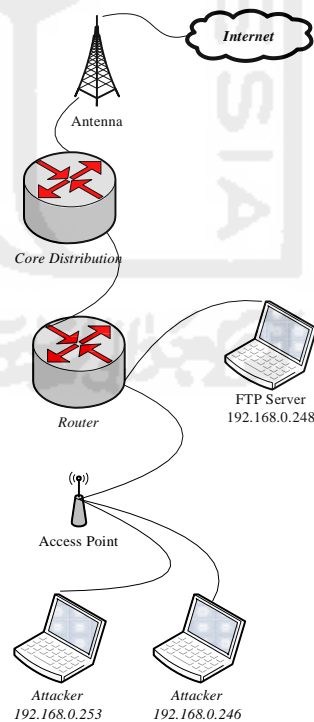 Internet
Antenna
Core Distribution
Router
FTP Server
192.168.0.248
Access Point
Attacker
192.168.0.253
Attacker
192.168.0.246